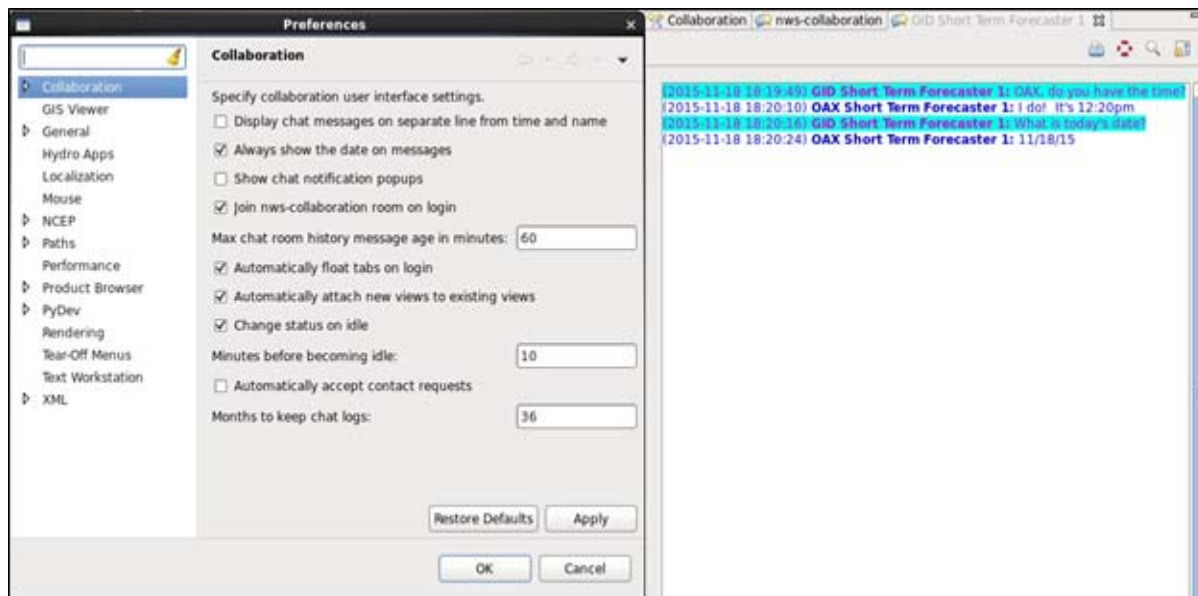 Preferences
Collaboration
GIS Viewer
General
Hydro Apps
Localization
Mouse
NCEP
Paths
Performance
Product Browser
PyDev
Rendering
Tear-Off Menus
Text Workstation
XML
Collaboration
Specify collaboration user interface settings.
Display chat messages on separate line from time and name
Always show the date on messages
Show chat notification popups
Join nws-collaboration room on login
Max chat room history message age in minutes: 60
Automatically float tabs on login
Automatically attach new views to existing views
Change status on idle
Minutes before becoming idle: 10
Automatically accept contact requests
Months to keep chat logs: 36
Restore Defaults Apply
OK Cancel
Collaboration nws-collaboration GID Short Term Forecaster 1
(2015-11-18 18:19:49) GID Short Term Forecaster 1: OAX, do you have the time?
(2015-11-18 18:20:10) OAX Short Term Forecaster 1: I do! It's 12:20pm
(2015-11-18 18:20:16) GID Short Term Forecaster 1: What is today's date?
(2015-11-18 18:20:24) OAX Short Term Forecaster 1: 11/18/15